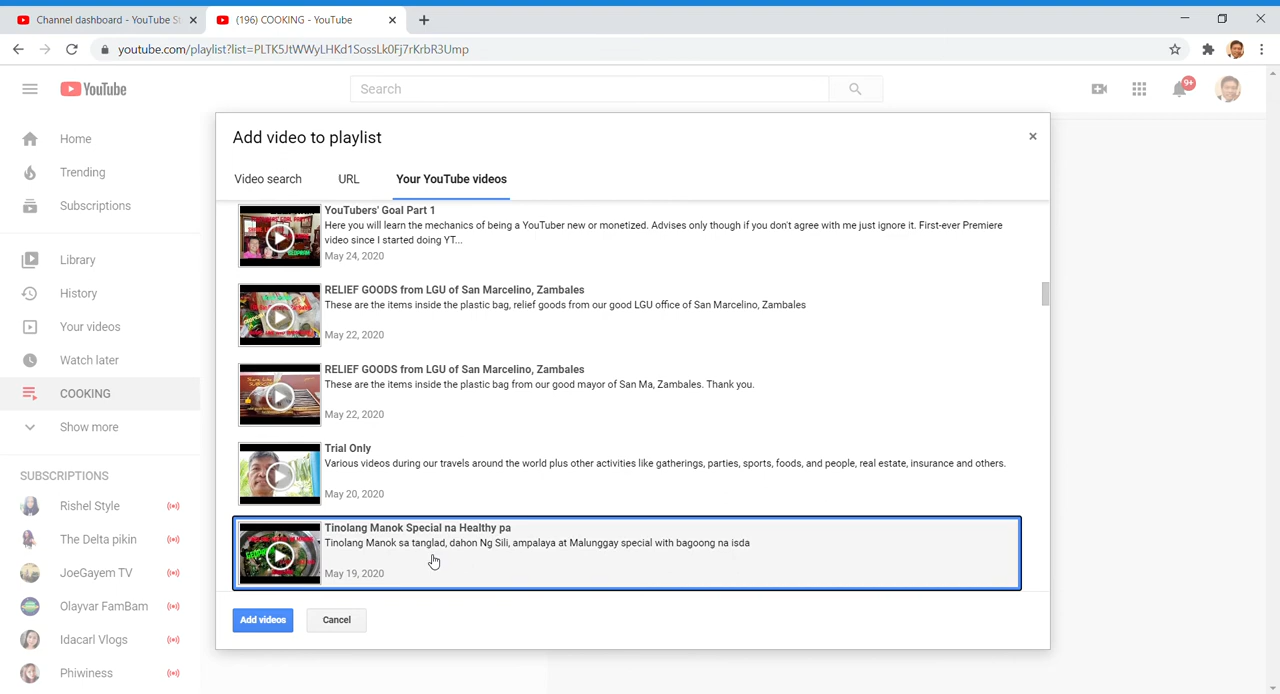 Channel dashboard - YouTube St
(196) COOKING - YouTube
youtube.com/playlist?list=PLTK5JtWWyLHKd1SossLk0Fj7rKrbR3Ump
YouTube
Search
9+
Home
Trending
Subscriptions
Library
History
Your videos
Watch later
COOKING
Show more
SUBSCRIPTIONS
Rishel Style
The Delta pikin
JoeGayem TV
Olayvar FamBam
Idacarl Vlogs
Phiwiness
Add video to playlist
Video search
URL
Your YouTube videos
YouTubers' Goal Part 1
Here you will learn the mechanics of being a YouTuber new or monetized. Advises only though if you don't agree with me just ignore it. First-ever Premiere
video since I started doing YT...
May 24, 2020
RELIEF GOODS from LGU of San Marcelino, Zambales
These are the items inside the plastic bag, relief goods from our good LGU office of San Marcelino, Zambales
May 22, 2020
RELIEF GOODS from LGU of San Marcelino, Zambales
These are the items inside the plastic bag from our good mayor of San Ma, Zambales. Thank you.
May 22, 2020
Trial Only
Various videos during our travels around the world plus other activities like gatherings, parties, sports, foods, and people, real estate, insurance and others.
May 20, 2020
Tinolang Manok Special na Healthy pa
Tinolang Manok sa tanglad, dahon Ng Sili, ampalaya at Malunggay special with bagoong na isda
May 19, 2020
Add videos
Cancel